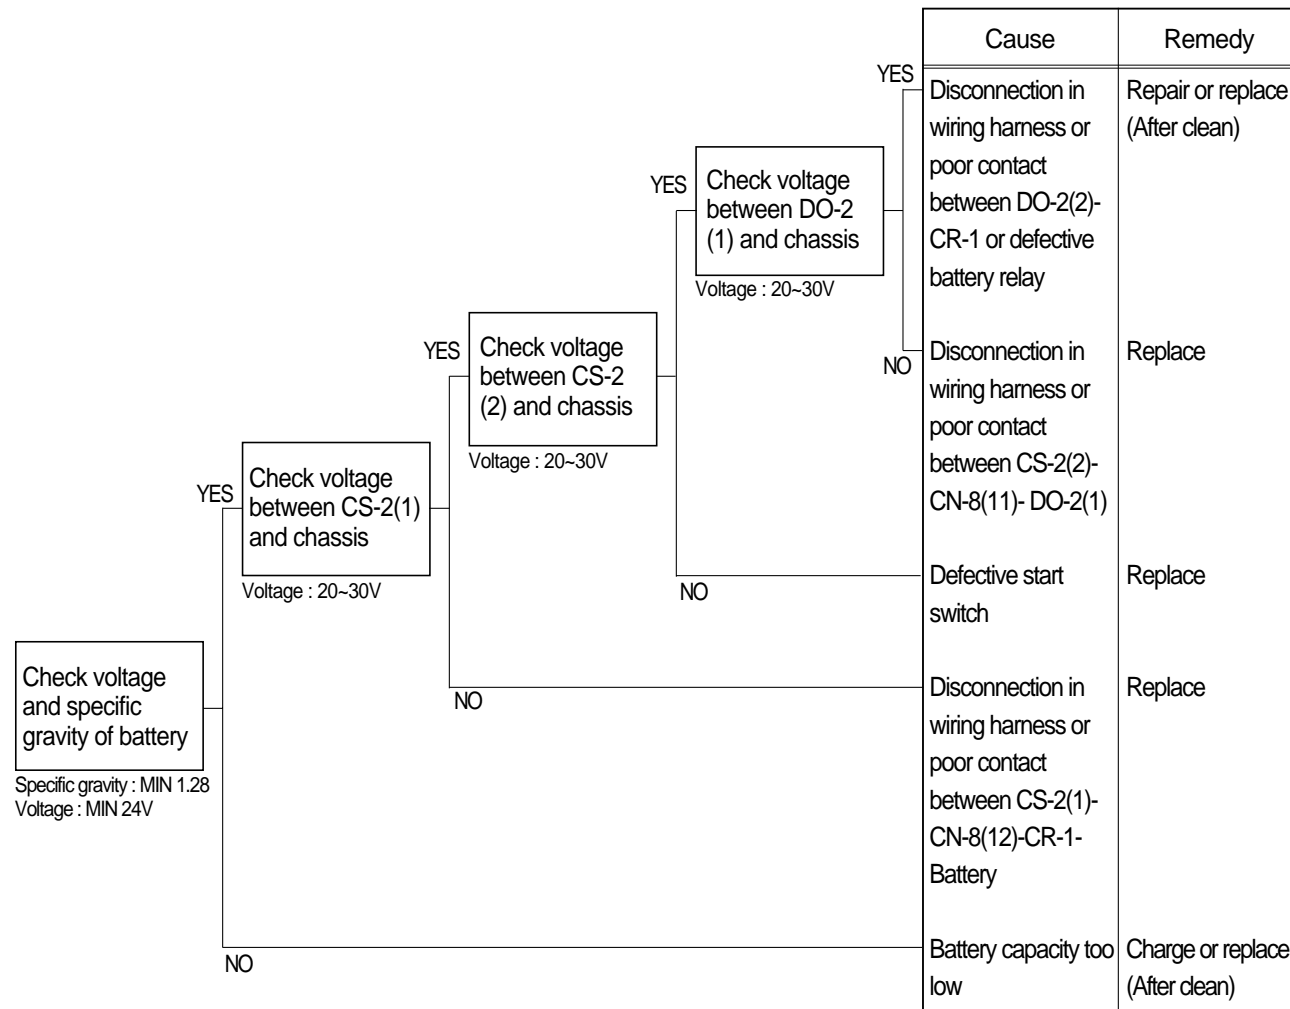 Cause
Remedy
YES
Disconnection in
wiring harness or
poor contact
between DO-2(2)-
CR-1 or defective
battery relay
Repair or replace
(After clean)
YES
Check voltage
between DO-2
(1) and chassis
Voltage : 20~30V
NO
Disconnection in
wiring harness or
poor contact
between CS-2(2)-
CN-8(11)- DO-2(1)
Replace
YES
Check voltage
between CS-2
(2) and chassis
Voltage : 20~30V
NO
Defective start
switch
Replace
YES
Check voltage
between CS-2(1)
and chassis
Voltage : 20~30V
NO
Disconnection in
wiring harness or
poor contact
between CS-2(1)-
CN-8(12)-CR-1-
Battery
Replace
Check voltage
and specific
gravity of battery
Specific gravity : MIN 1.28
Voltage : MIN 24V
NO
Battery capacity too
low
Charge or replace
(After clean)